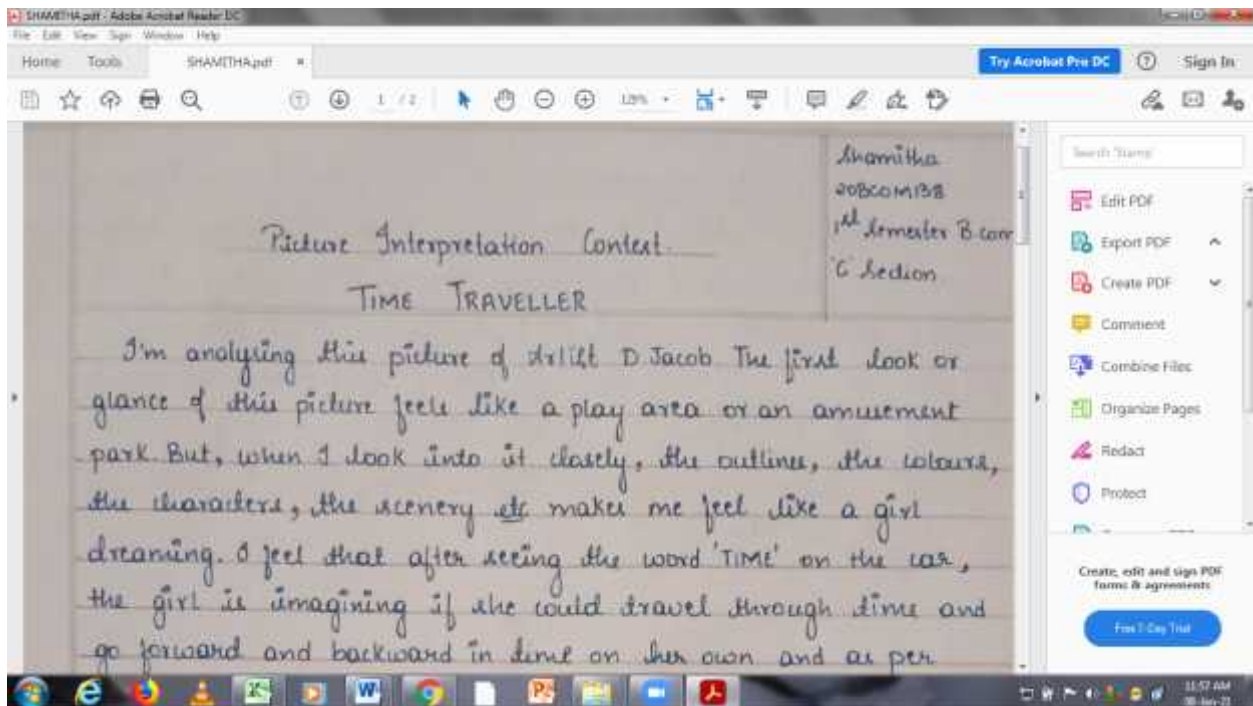 SHAMITHA.pdf - Adobe Acrobat Reader DC
File Edit View Sign Window Help
Home Tools SHAMITHA.pdf × Try Acrobat Pro DC Sign In
1 / 2
Search 'Stamp'
Edit PDF
Export PDF
Create PDF
Comment
Combine Files
Organize Pages
Redact
Protect
Create, edit and sign PDF
forms & agreements
Free 7-Day Trial
Shamitha
20BCOM138
1st Semester B.com
'C' Section
Picture Interpretation Contest.
TIME TRAVELLER
I'm analysing this picture of artist D Jacob The first look or
glance of this picture feels like a play area or an amusement
park. But, when I look into it closely, the outlines, the colours,
the characters, the scenery etc makes me feel like a girl
dreaming. I feel that after seeing the word 'TIME' on the car,
the girl is imagining if she could travel through time and
go forward and backward in time on her own and as per
11:57 AM